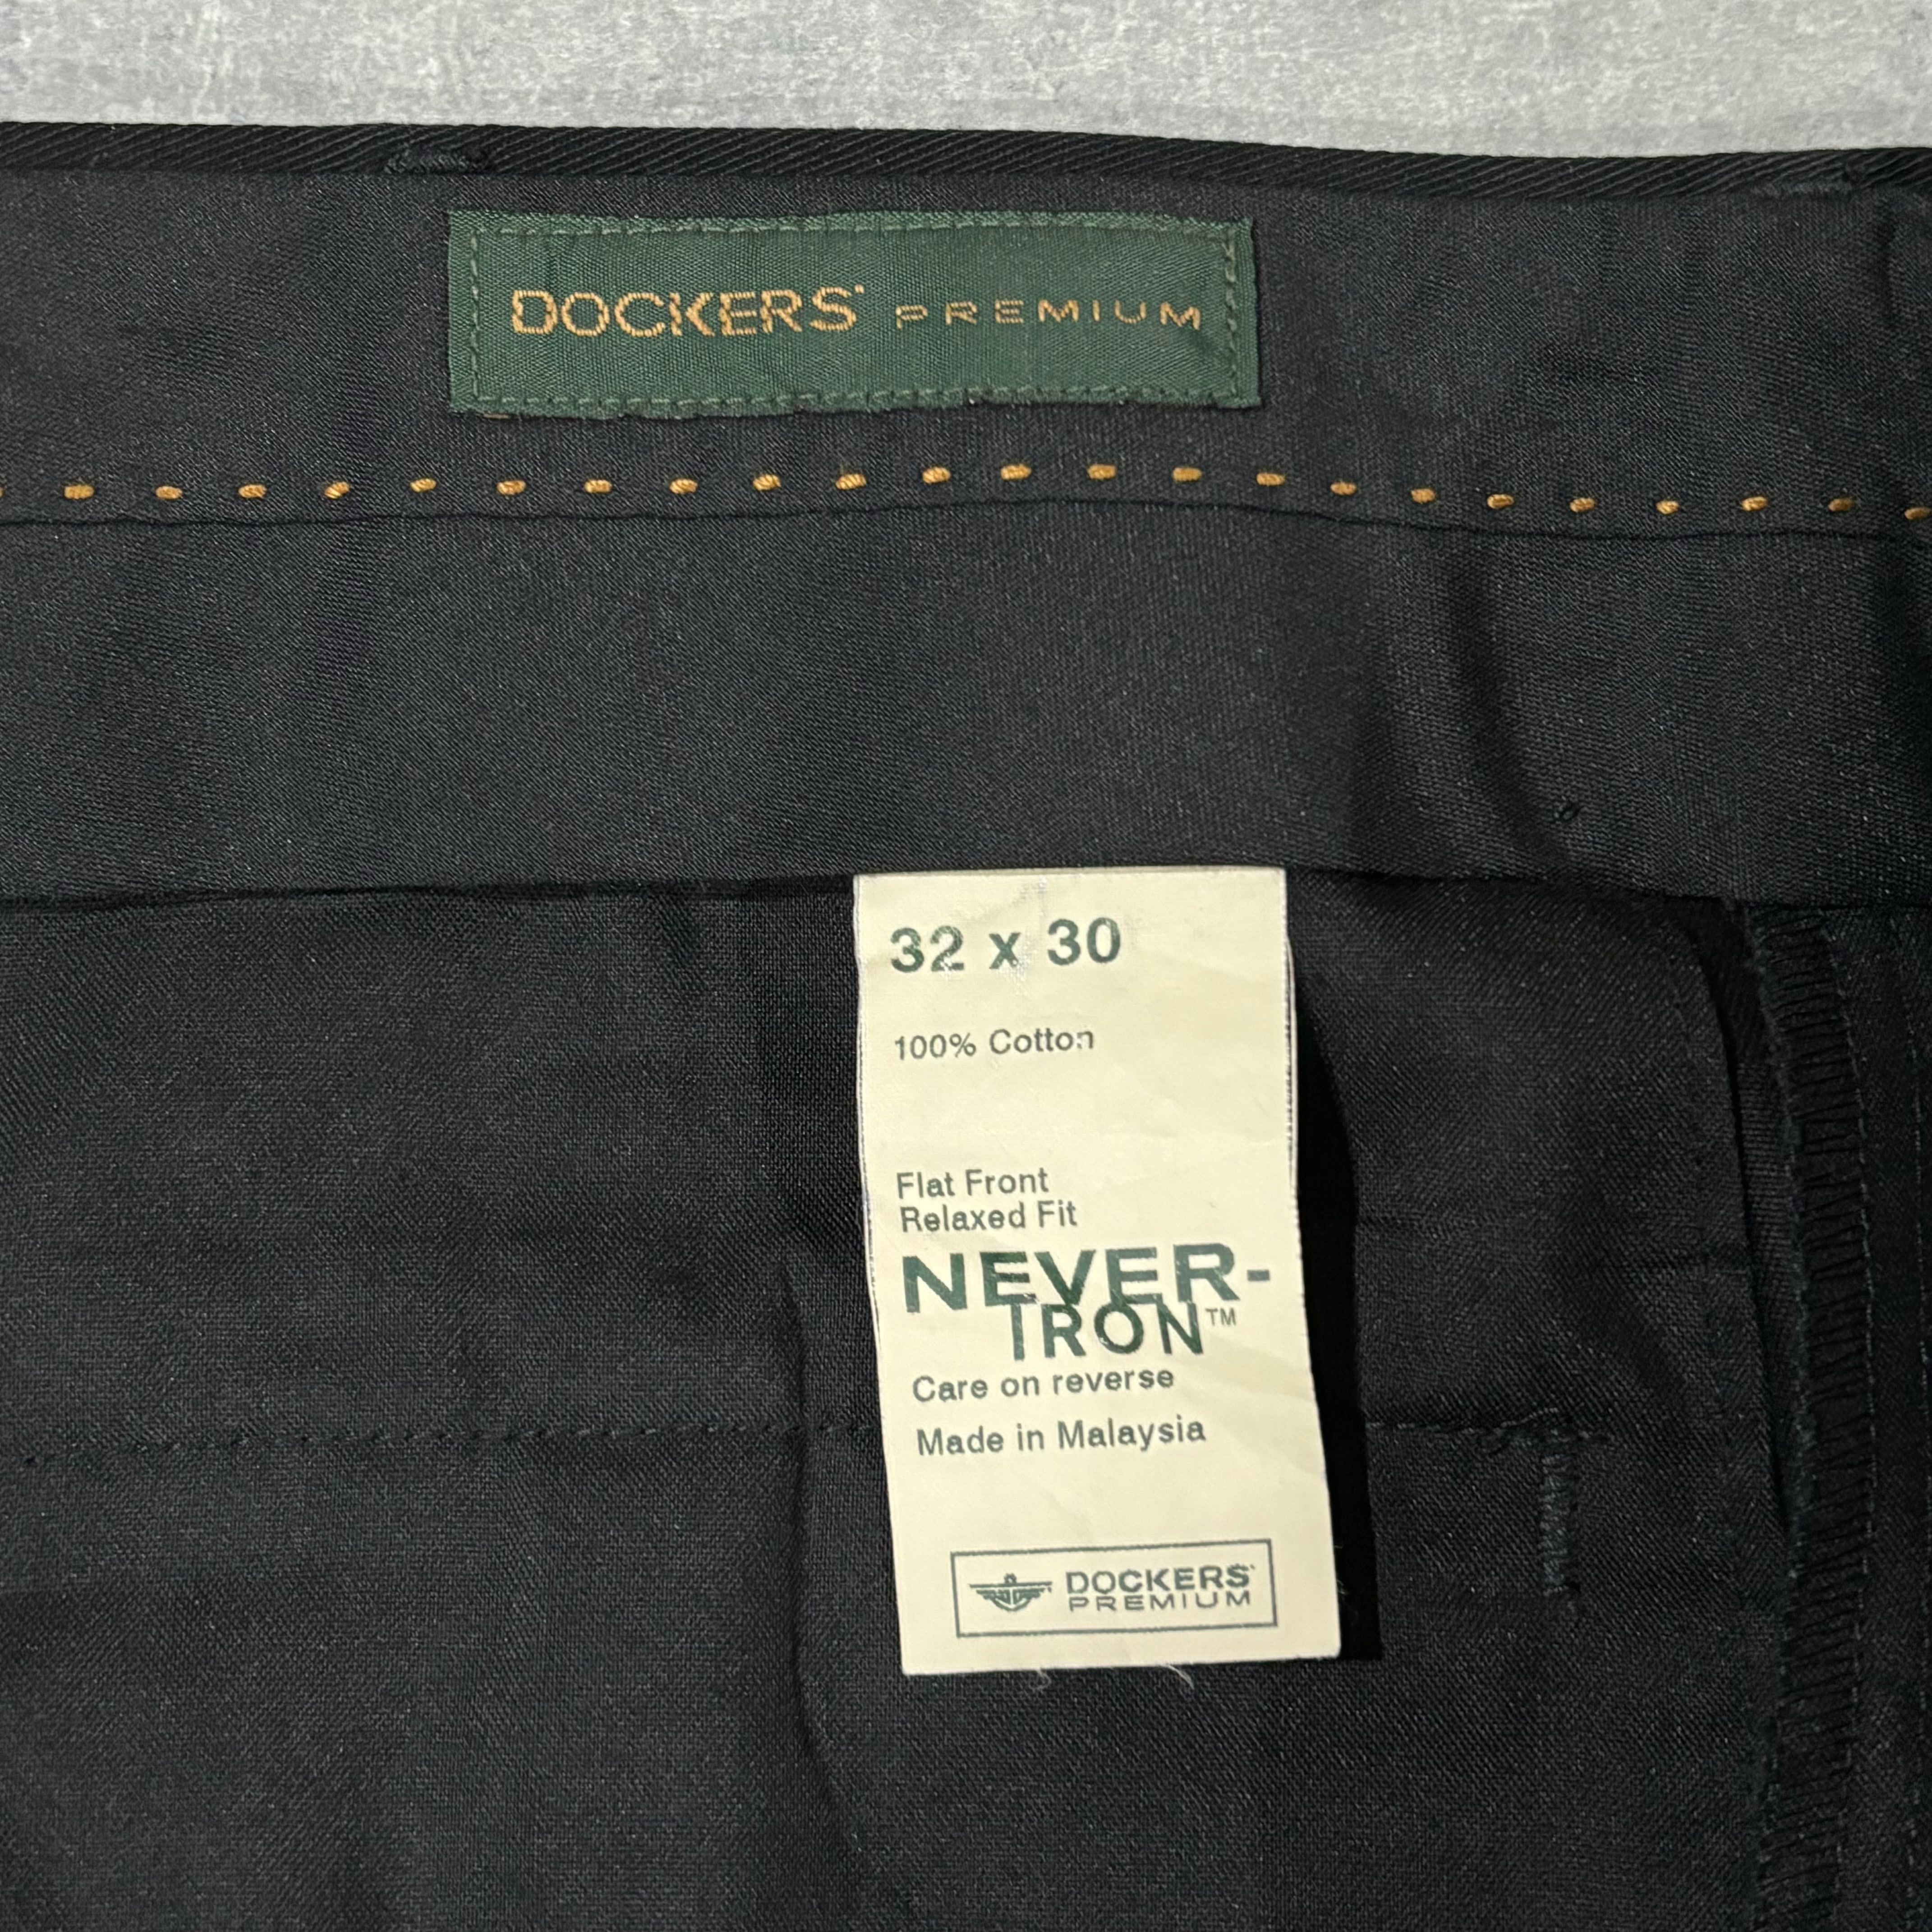 DOCKERS PREMIUM
32 x 30
100% Cotton
Flat Front
Relaxed Fit
NEVER-
IRON™
Care on reverse
Made in Malaysia
DOCKERS
PREMIUM